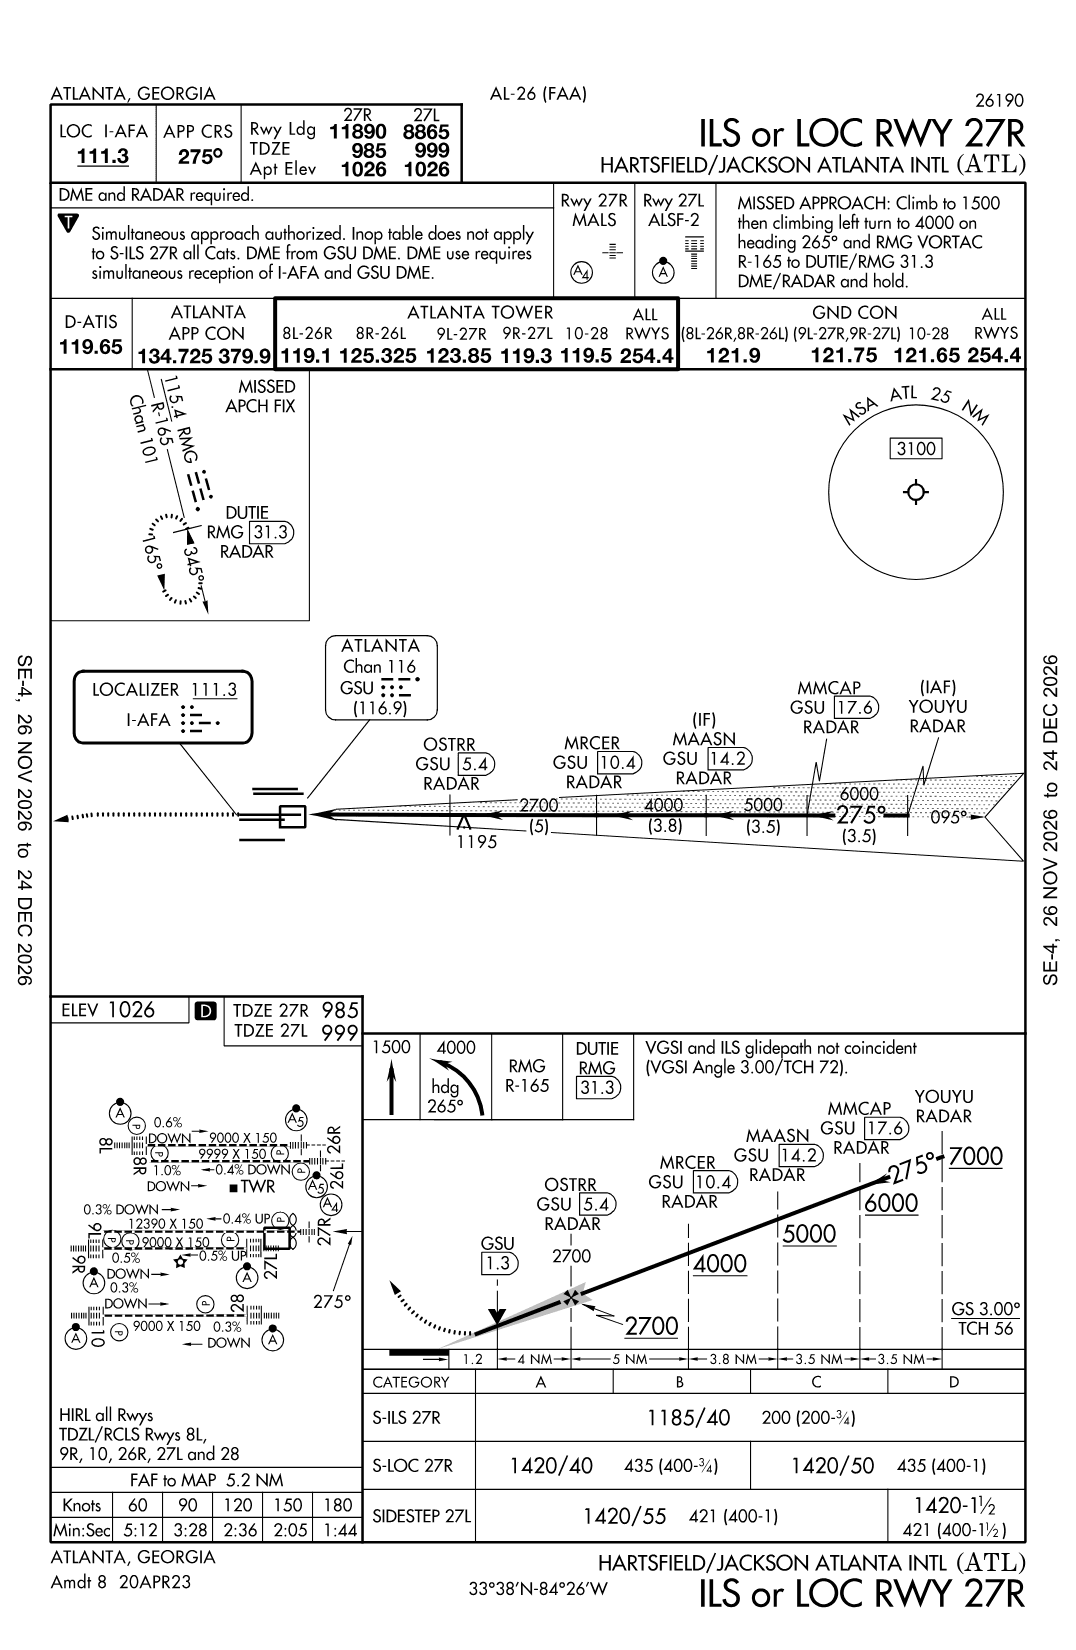 ATLANTA, GEORGIA
AL-26 (FAA)
26190
LOC I-AFA
111.3
APP CRS
275°
27R 27L
Rwy Ldg 11890 8865
TDZE 985 999
Apt Elev 1026 1026
ILS or LOC RWY 27R
HARTSFIELD/JACKSON ATLANTA INTL (ATL)
DME and RADAR required.
T
Simultaneous approach authorized. Inop table does not apply
to S-ILS 27R all Cats. DME from GSU DME. DME use requires
simultaneous reception of I-AFA and GSU DME.
Rwy 27R
MALS
A4
Rwy 27L
ALSF-2
A
MISSED APPROACH: Climb to 1500
then climbing left turn to 4000 on
heading 265° and RMG VORTAC
R-165 to DUTIE/RMG 31.3
DME/RADAR and hold.
D-ATIS
119.65
ATLANTA
APP CON
134.725 379.9
ATLANTA TOWER
8L-26R 8R-26L 9L-27R 9R-27L 10-28 ALL RWYS
119.1 125.325 123.85 119.3 119.5 254.4
GND CON
(8L-26R,8R-26L) (9L-27R,9R-27L) 10-28 ALL RWYS
121.9 121.75 121.65 254.4
MISSED
APCH FIX
115.4 RMG
R-165
Chan 101
DUTIE
RMG 31.3
RADAR
345°
165°
MSA ATL 25 NM
3100
SE-4, 26 NOV 2026 to 24 DEC 2026
SE-4, 26 NOV 2026 to 24 DEC 2026
ATLANTA
Chan 116
GSU
(116.9)
LOCALIZER 111.3
I-AFA
OSTRR
GSU 5.4
RADAR
MRCER
GSU 10.4
RADAR
(IF)
MAASN
GSU 14.2
RADAR
MMCAP
GSU 17.6
RADAR
(IAF)
YOUYU
RADAR
2700
(5)
4000
(3.8)
5000
(3.5)
6000
275°
(3.5)
095°
1195
ELEV 1026
D
TDZE 27R 985
TDZE 27L 999
A
P
0.6%
DOWN
9000 X 150
A5
26R
8L
8R
P
9999 X 150
P
1.0%
DOWN
0.4% DOWN
P
26L
A5
TWR
A4
0.3% DOWN
12390 X 150
0.4% UP
P
27R
9L
P
P
9000 X 150
P
9R
0.5%
DOWN
0.5% UP
27L
A
A
0.3%
DOWN
P
28
275°
10
P
9000 X 150
0.3%
DOWN
A
A
HIRL all Rwys
TDZL/RCLS Rwys 8L,
9R, 10, 26R, 27L and 28
FAF to MAP 5.2 NM
Knots 60 90 120 150 180
Min:Sec 5:12 3:28 2:36 2:05 1:44
1500
4000
hdg
265°
RMG
R-165
DUTIE
RMG
31.3
VGSI and ILS glidepath not coincident
(VGSI Angle 3.00/TCH 72).
GSU
1.3
OSTRR
GSU 5.4
RADAR
2700
MRCER
GSU 10.4
RADAR
MAASN
GSU 14.2
RADAR
MMCAP
GSU 17.6
RADAR
YOUYU
RADAR
275°
7000
6000
5000
4000
2700
GS 3.00°
TCH 56
1.2 4 NM 5 NM 3.8 NM 3.5 NM 3.5 NM
CATEGORY A B C D
S-ILS 27R 1185/40 200 (200-¾)
S-LOC 27R 1420/40 435 (400-¾) 1420/50 435 (400-1)
SIDESTEP 27L 1420/55 421 (400-1) 1420-1½ 421 (400-1½)
ATLANTA, GEORGIA
Amdt 8 20APR23
33°38'N-84°26'W
HARTSFIELD/JACKSON ATLANTA INTL (ATL)
ILS or LOC RWY 27R